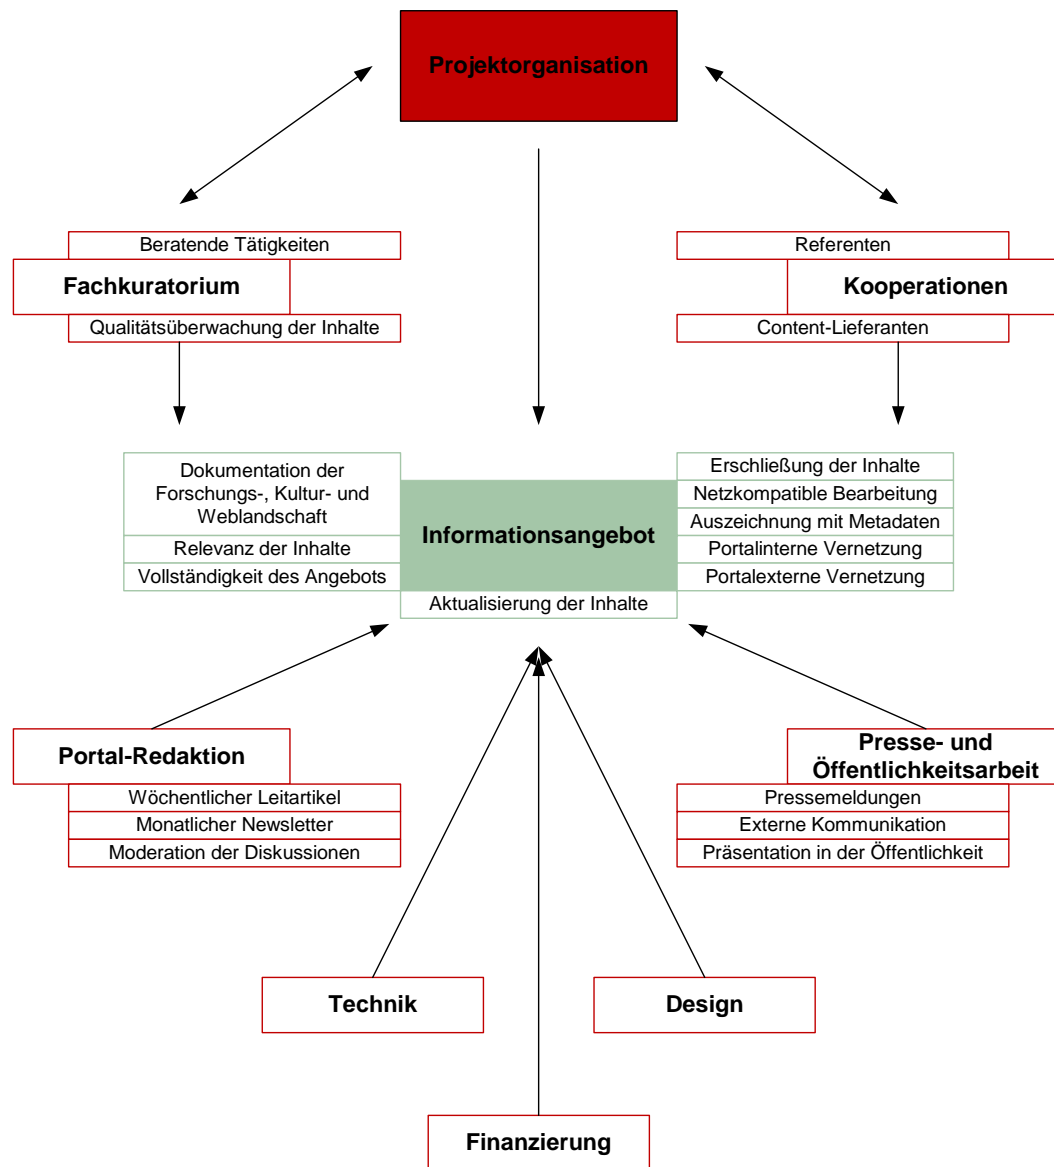 Projektorganisation
Beratende Tätigkeiten
Fachkuratorium
Qualitätsüberwachung der Inhalte
Referenten
Kooperationen
Content-Lieferanten
Dokumentation der
Forschungs-, Kultur- und
Weblandschaft
Relevanz der Inhalte
Vollständigkeit des Angebots
Informationsangebot
Aktualisierung der Inhalte
Erschließung der Inhalte
Netzkompatible Bearbeitung
Auszeichnung mit Metadaten
Portalinterne Vernetzung
Portalexterne Vernetzung
Portal-Redaktion
Wöchentlicher Leitartikel
Monatlicher Newsletter
Moderation der Diskussionen
Presse- und
Öffentlichkeitsarbeit
Pressemeldungen
Externe Kommunikation
Präsentation in der Öffentlichkeit
Technik
Design
Finanzierung